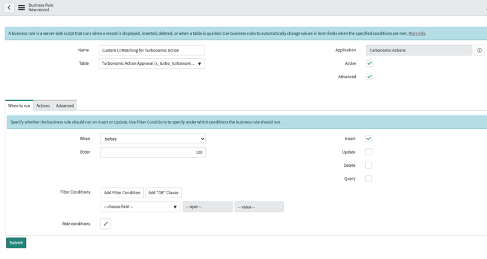 Business Rule
New record
A business rule is a server-side script that runs when a record is displayed, inserted, deleted, or when a table is queried. Use business rules to automatically change values in form fields when the specified conditions are met. More Info
Name Custom CI Matching for Turbonomic Action Application Turbonomic Actions
Table Turbonomic Action Approval [x_turbo_turbonomi... Active
Advanced
When to run Actions Advanced
Specify whether the business rule should run on Insert or Update. Use Filter Conditions to specify under which conditions the business rule should run.
When before Insert
Order 100 Update
Delete
Query
Filter Conditions Add Filter Condition Add "OR" Clause
-- choose field -- -- oper -- -- value --
Role conditions
Submit